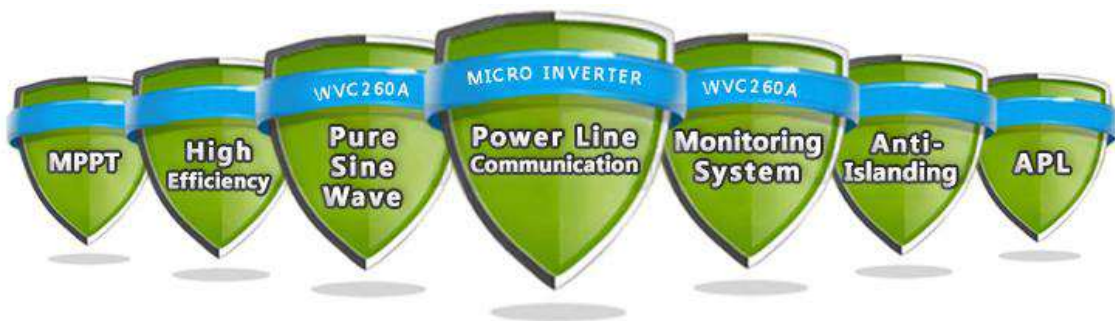 MPPT
High
Efficiency
WVC260A
Pure
Sine
Wave
MICRO INVERTER
Power Line
Communication
WVC260A
Monitoring
System
Anti-
Islanding
APL